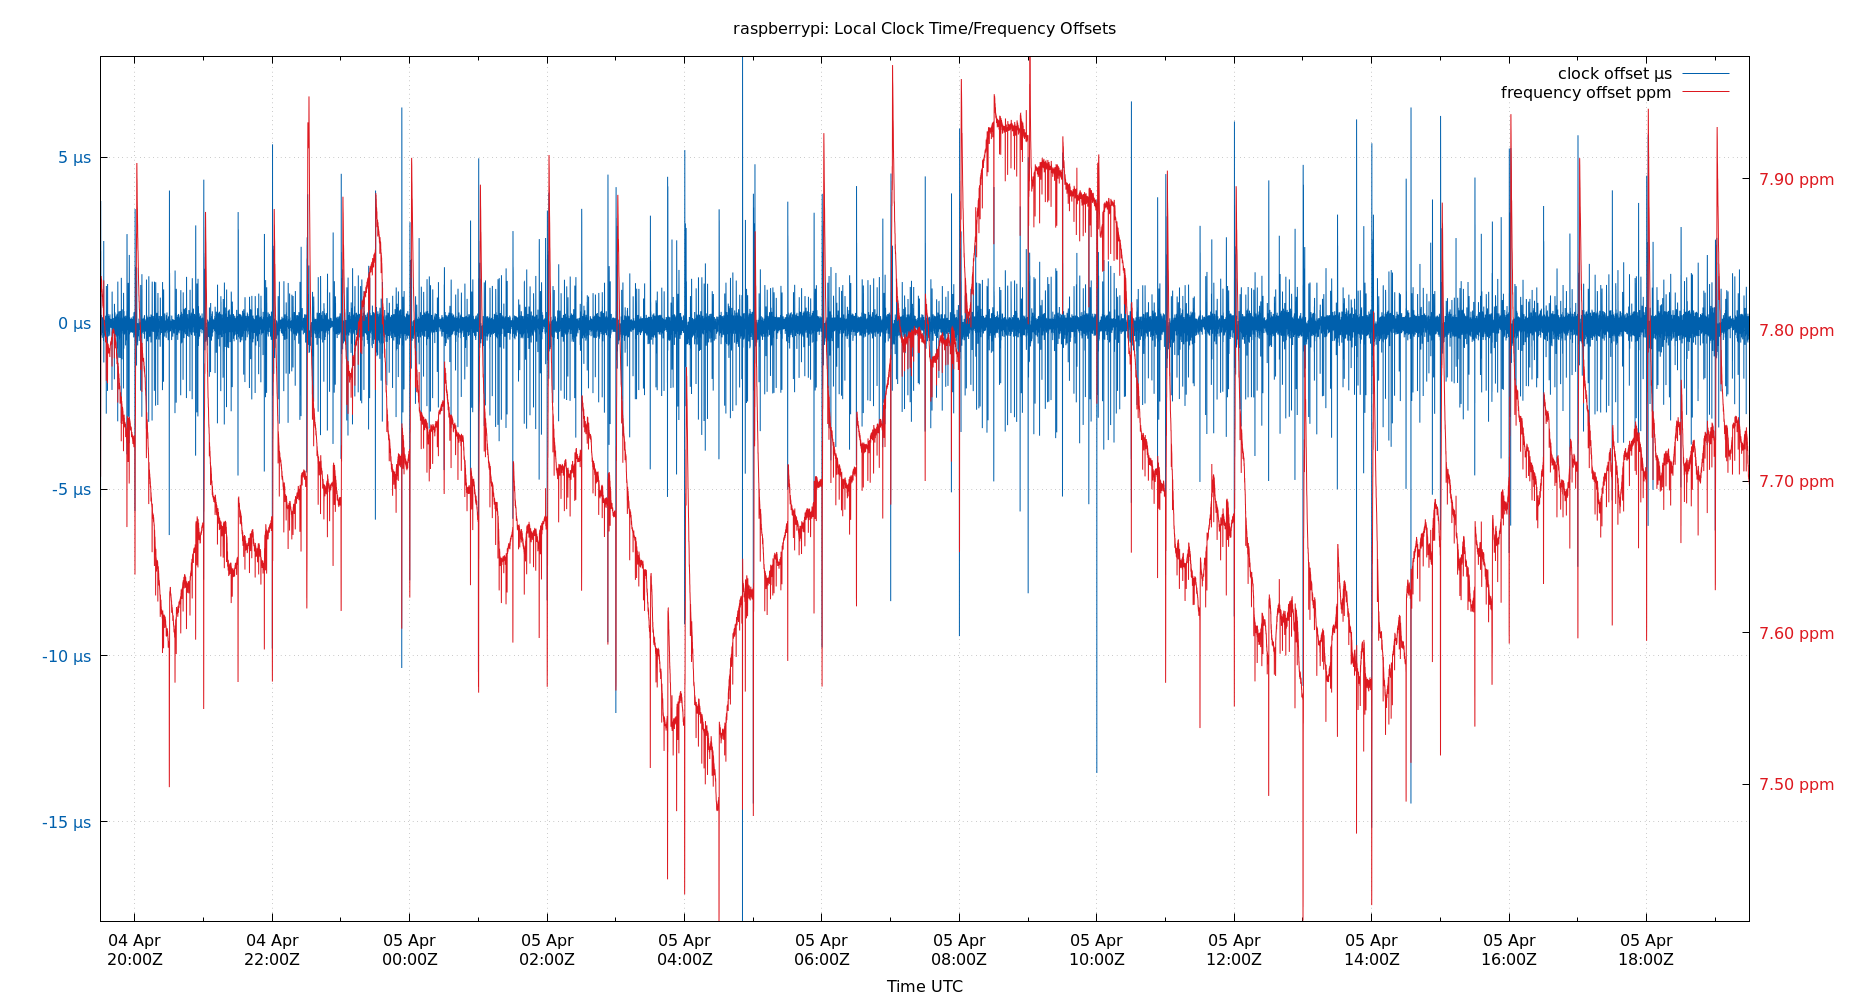 raspberrypi: Local Clock Time/Frequency Offsets
clock offset µs
frequency offset ppm
5 µs
0 µs
-5 µs
-10 µs
-15 µs
7.90 ppm
7.80 ppm
7.70 ppm
7.60 ppm
7.50 ppm
04 Apr 04 Apr 05 Apr 05 Apr 05 Apr 05 Apr 05 Apr 05 Apr 05 Apr 05 Apr 05 Apr 05 Apr
20:00Z 22:00Z 00:00Z 02:00Z 04:00Z 06:00Z 08:00Z 10:00Z 12:00Z 14:00Z 16:00Z 18:00Z
Time UTC